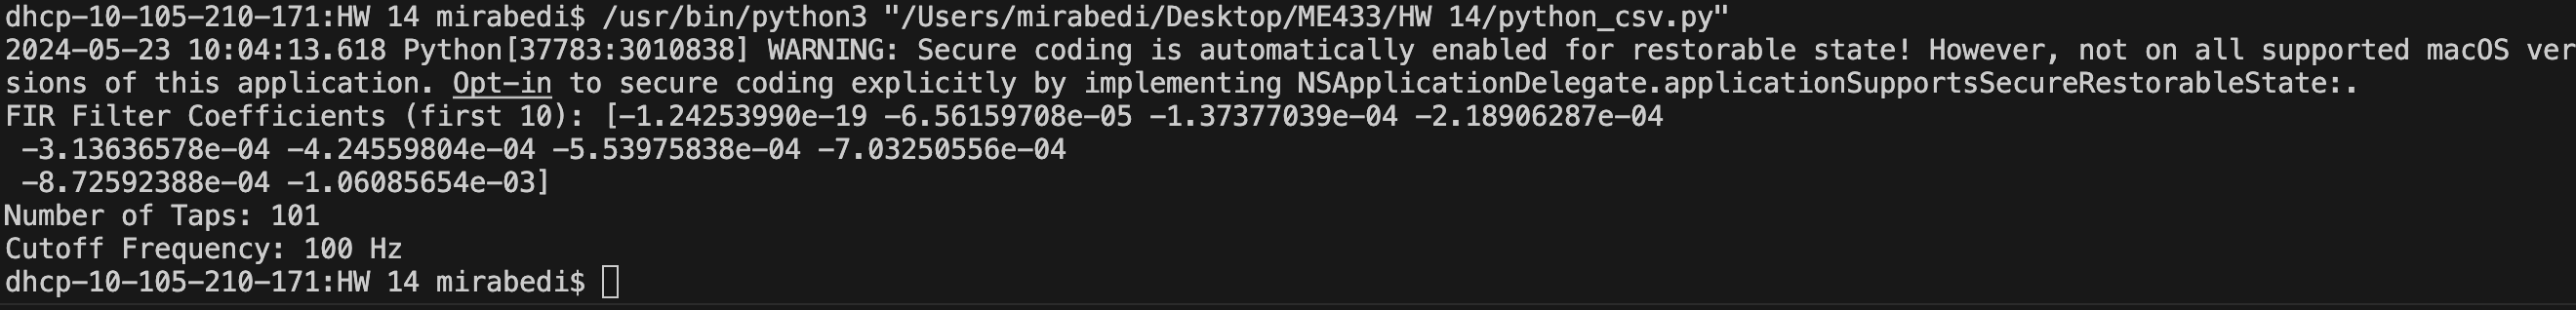 dhcp-10-105-210-171:HW 14 mirabedi$ /usr/bin/python3 "/Users/mirabedi/Desktop/ME433/HW 14/python_csv.py"
2024-05-23 10:04:13.618 Python[37783:3010838] WARNING: Secure coding is automatically enabled for restorable state! However, not on all supported macOS ver
sions of this application. Opt-in to secure coding explicitly by implementing NSApplicationDelegate.applicationSupportsSecureRestorableState:.
FIR Filter Coefficients (first 10): [-1.24253990e-19 -6.56159708e-05 -1.37377039e-04 -2.18906287e-04
 -3.13636578e-04 -4.24559804e-04 -5.53975838e-04 -7.03250556e-04
 -8.72592388e-04 -1.06085654e-03]
Number of Taps: 101
Cutoff Frequency: 100 Hz
dhcp-10-105-210-171:HW 14 mirabedi$